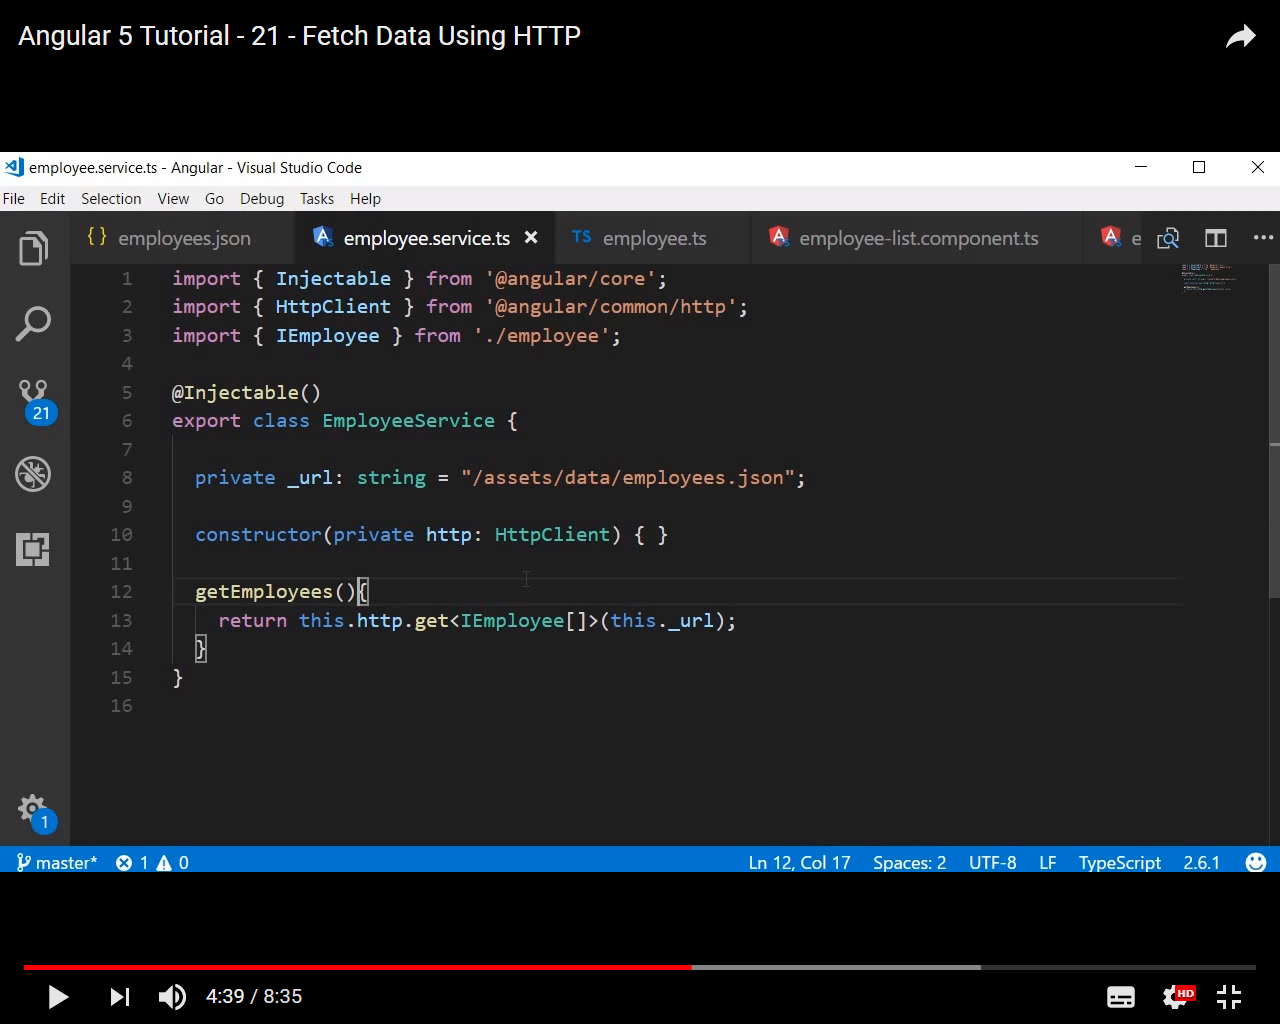 Angular 5 Tutorial - 21 - Fetch Data Using HTTP
employee.service.ts - Angular - Visual Studio Code
File Edit Selection View Go Debug Tasks Help
{ } employees.json employee.service.ts TS employee.ts employee-list.component.ts e
1 import { Injectable } from '@angular/core';
2 import { HttpClient } from '@angular/common/http';
3 import { IEmployee } from './employee';
4
5 @Injectable()
6 export class EmployeeService {
7
8 private _url: string = "/assets/data/employees.json";
9
10 constructor(private http: HttpClient) { }
11
12 getEmployees(){
13 return this.http.get<IEmployee[]>(this._url);
14 }
15 }
16
21
1
master* 1 0 Ln 12, Col 17 Spaces: 2 UTF-8 LF TypeScript 2.6.1
4:39 / 8:35 HD